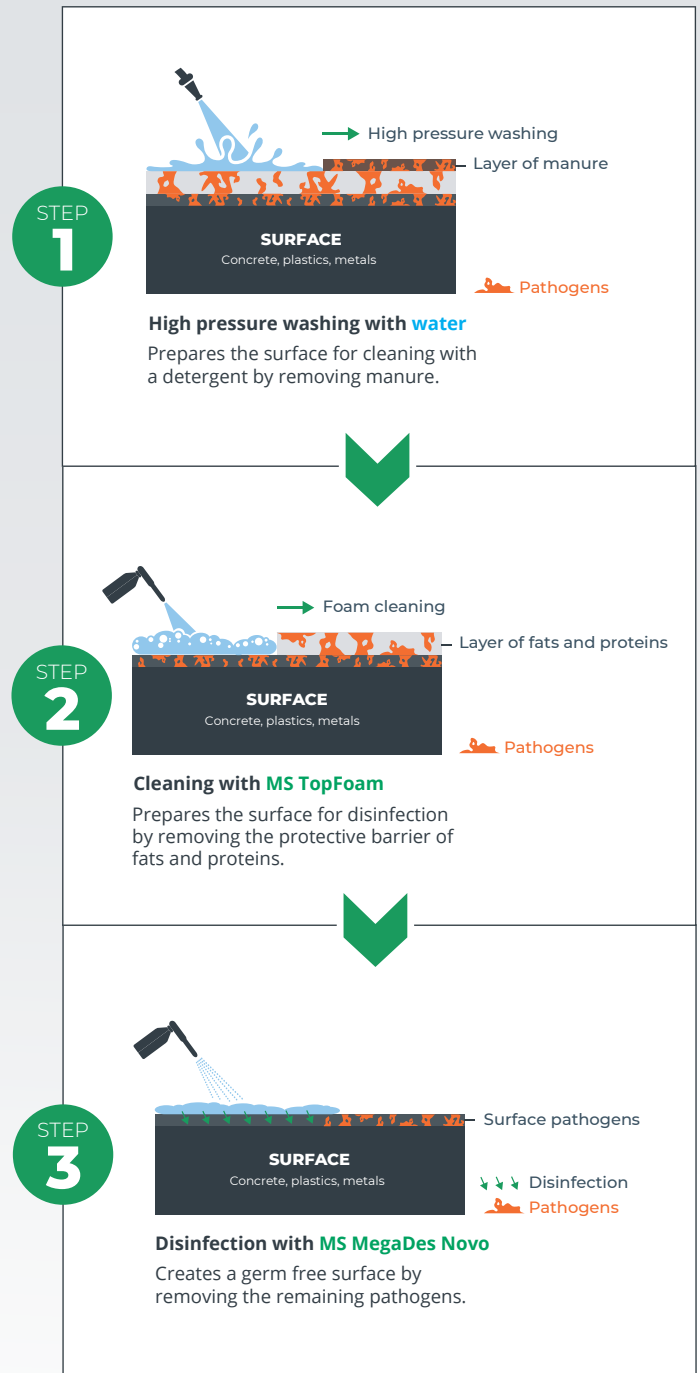 STEP
1
High pressure washing
Layer of manure
SURFACE
Concrete, plastics, metals
Pathogens
High pressure washing with water
Prepares the surface for cleaning with
a detergent by removing manure.
STEP
2
Foam cleaning
Layer of fats and proteins
SURFACE
Concrete, plastics, metals
Pathogens
Cleaning with MS TopFoam
Prepares the surface for disinfection
by removing the protective barrier of
fats and proteins.
STEP
3
Surface pathogens
SURFACE
Concrete, plastics, metals
Disinfection
Pathogens
Disinfection with MS MegaDes Novo
Creates a germ free surface by
removing the remaining pathogens.